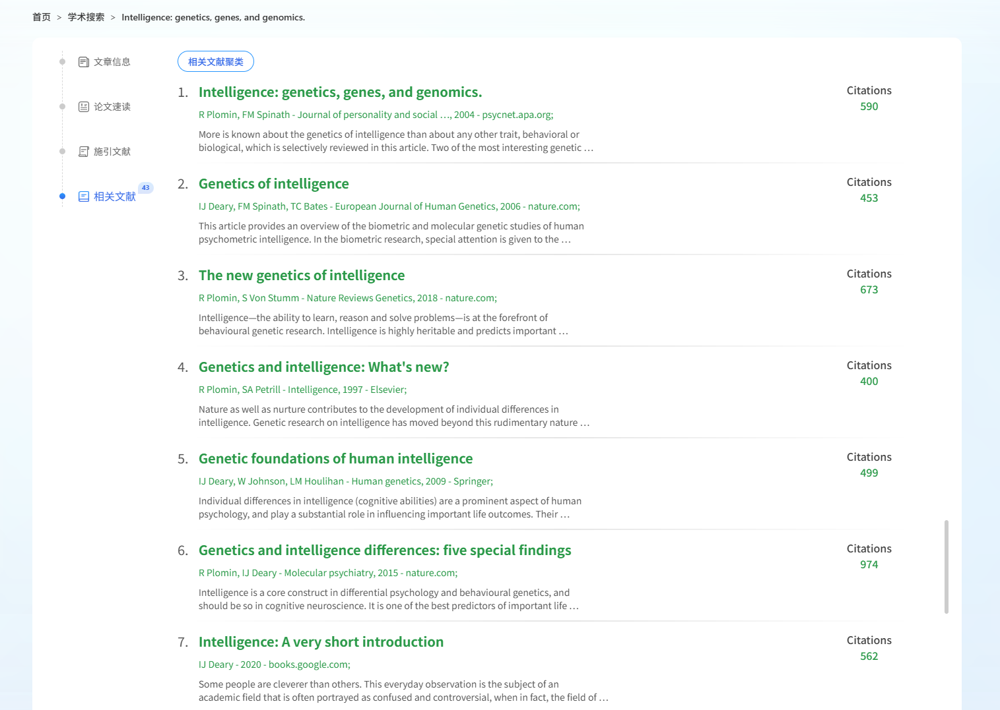 首页 > 学术搜索 > Intelligence: genetics, genes, and genomics.
文章信息
论文速读
施引文献
相关文献 43
相关文献聚类
1. Intelligence: genetics, genes, and genomics.
R Plomin, FM Spinath - Journal of personality and social …, 2004 - psycnet.apa.org;
More is known about the genetics of intelligence than about any other trait, behavioral or
biological, which is selectively reviewed in this article. Two of the most interesting genetic …
Citations
590
2. Genetics of intelligence
IJ Deary, FM Spinath, TC Bates - European Journal of Human Genetics, 2006 - nature.com;
This article provides an overview of the biometric and molecular genetic studies of human
psychometric intelligence. In the biometric research, special attention is given to the …
Citations
453
3. The new genetics of intelligence
R Plomin, S Von Stumm - Nature Reviews Genetics, 2018 - nature.com;
Intelligence—the ability to learn, reason and solve problems—is at the forefront of
behavioural genetic research. Intelligence is highly heritable and predicts important …
Citations
673
4. Genetics and intelligence: What's new?
R Plomin, SA Petrill - Intelligence, 1997 - Elsevier;
Nature as well as nurture contributes to the development of individual differences in
intelligence. Genetic research on intelligence has moved beyond this rudimentary nature …
Citations
400
5. Genetic foundations of human intelligence
IJ Deary, W Johnson, LM Houlihan - Human genetics, 2009 - Springer;
Individual differences in intelligence (cognitive abilities) are a prominent aspect of human
psychology, and play a substantial role in influencing important life outcomes. Their …
Citations
499
6. Genetics and intelligence differences: five special findings
R Plomin, IJ Deary - Molecular psychiatry, 2015 - nature.com;
Intelligence is a core construct in differential psychology and behavioural genetics, and
should be so in cognitive neuroscience. It is one of the best predictors of important life …
Citations
974
7. Intelligence: A very short introduction
IJ Deary - 2020 - books.google.com;
Some people are cleverer than others. This everyday observation is the subject of an
academic field that is often portrayed as confused and controversial, when in fact, the field of …
Citations
562